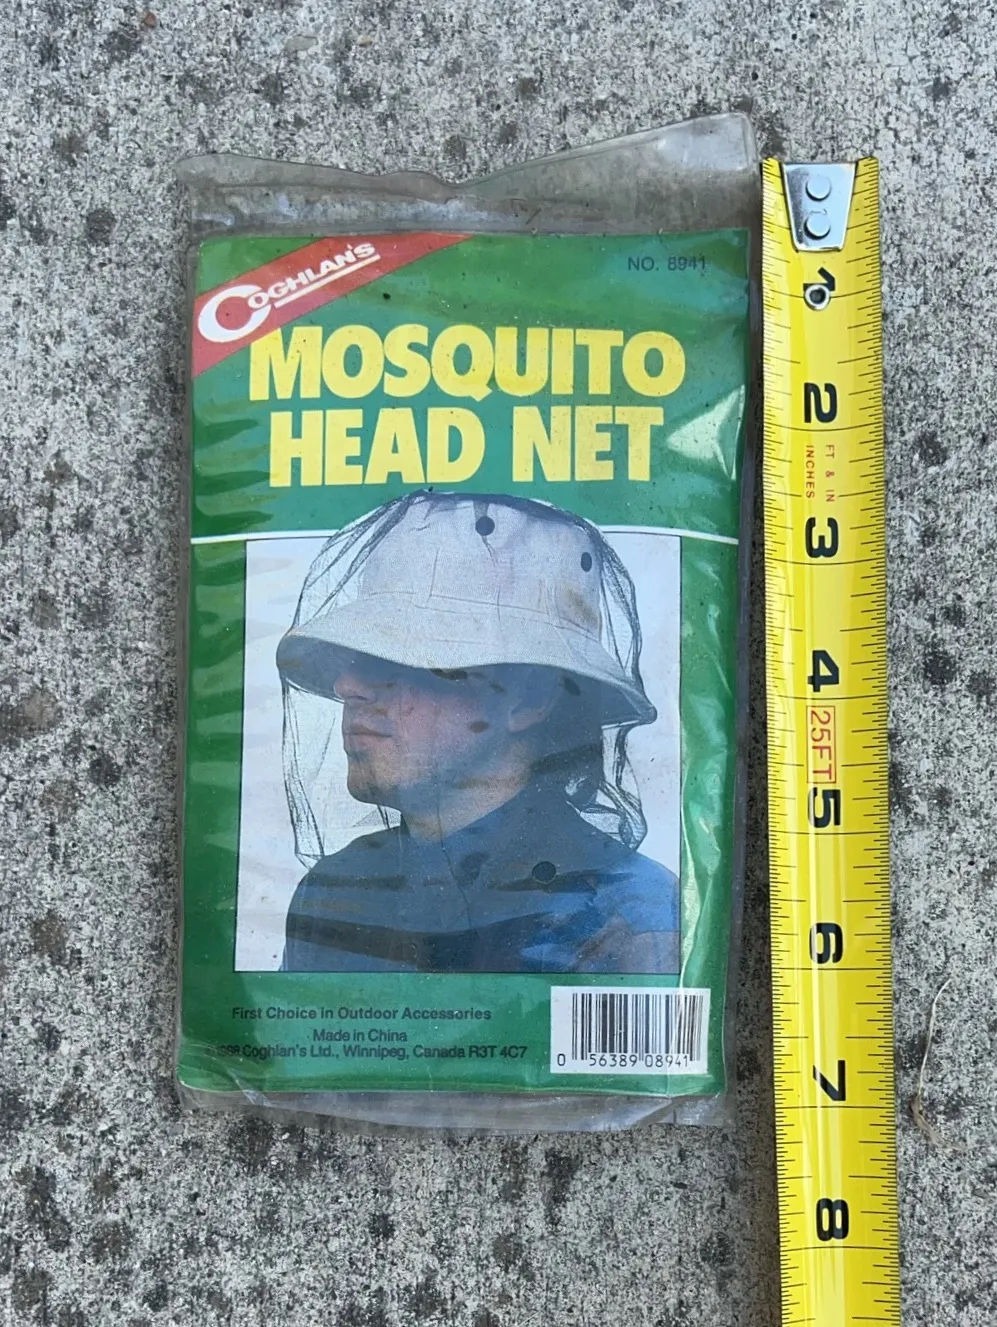 COGHLAN'S
NO. 8941
MOSQUITO
HEAD NET
First Choice in Outdoor Accessories
Made in China
Coghlan's Ltd., Winnipeg, Canada R3T 4C7
0 56389 08941
1
2
FT & IN
INCHES
3
4
25FT
5
6
7
8